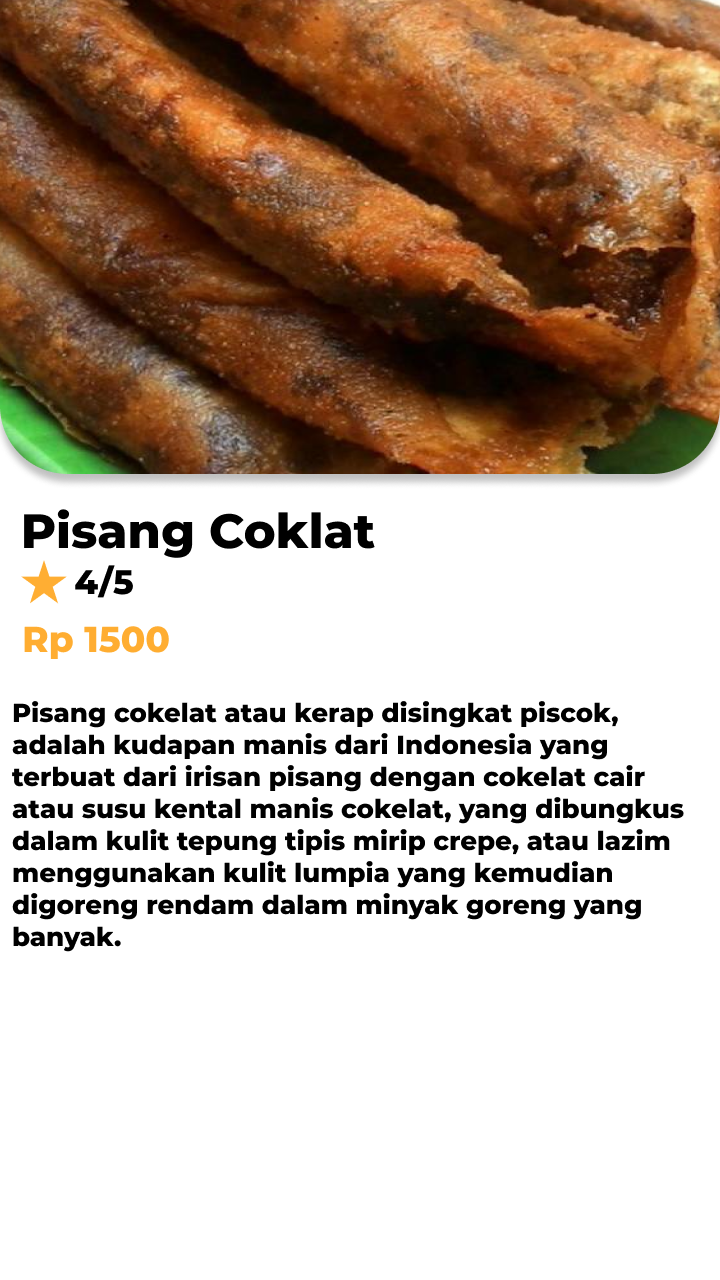 Pisang Coklat
4/5
Rp 1500
Pisang cokelat atau kerap disingkat piscok,
adalah kudapan manis dari Indonesia yang
terbuat dari irisan pisang dengan cokelat cair
atau susu kental manis cokelat, yang dibungkus
dalam kulit tepung tipis mirip crepe, atau lazim
menggunakan kulit lumpia yang kemudian
digoreng rendam dalam minyak goreng yang
banyak.